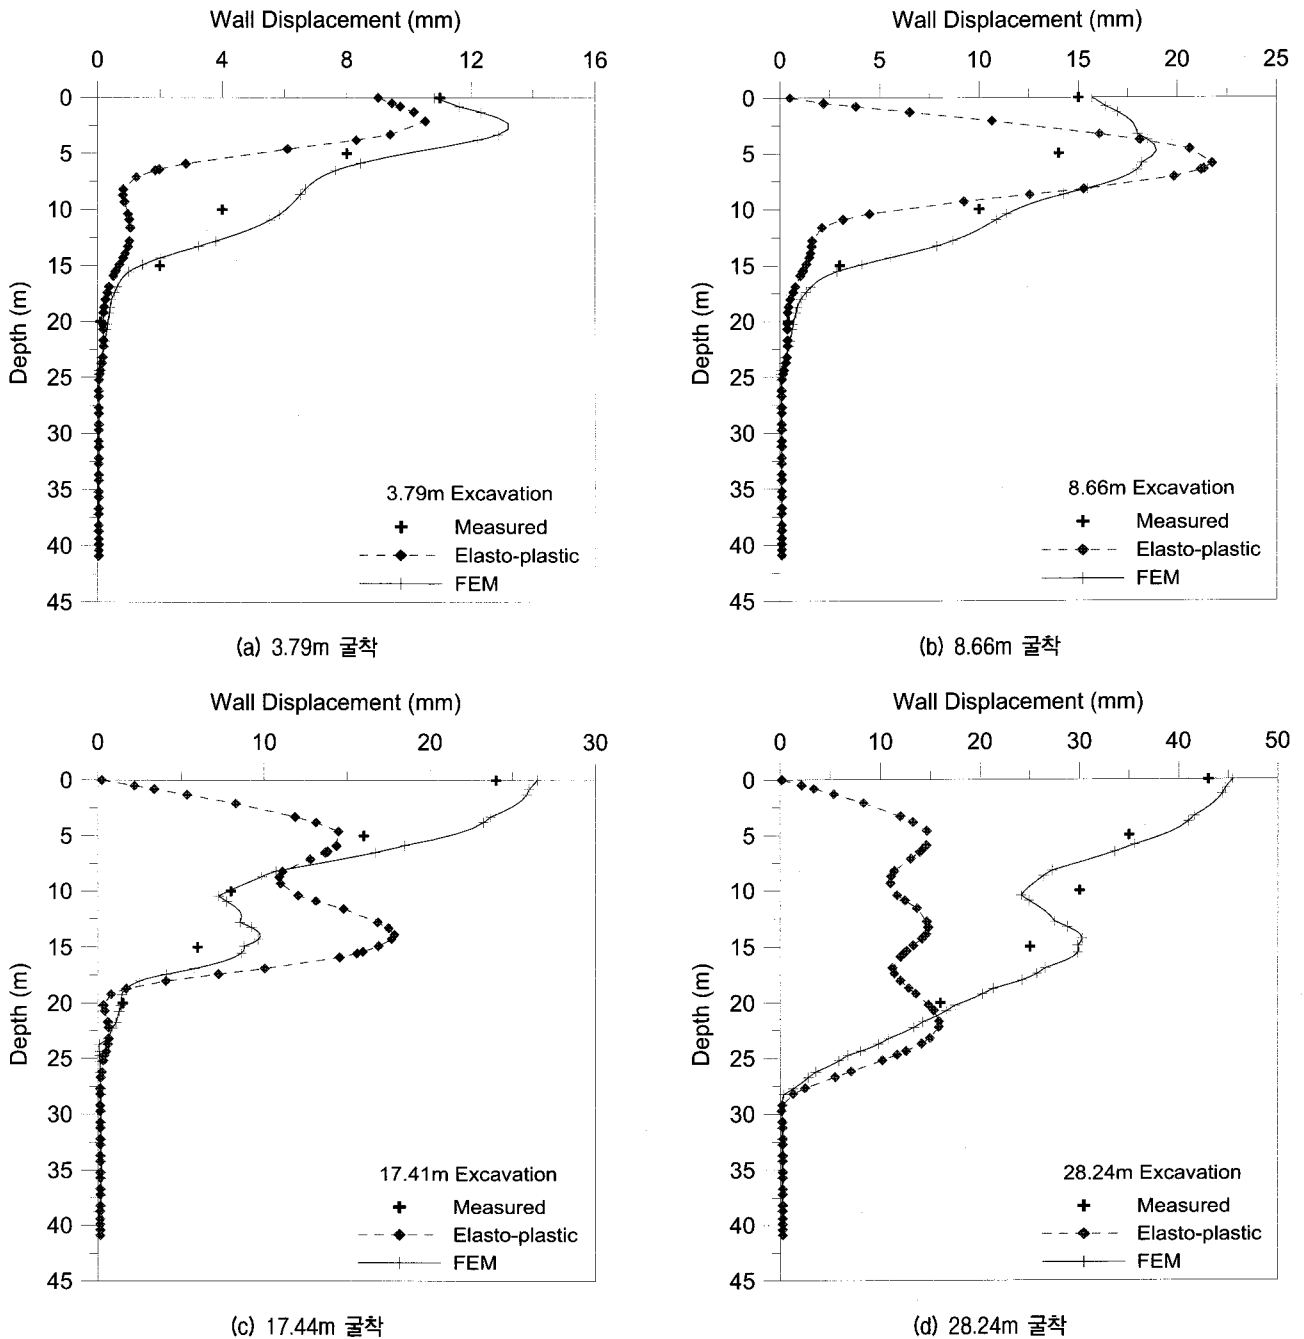 Wall Displacement (mm)
0 4 8 12 16
0
5
10
15
20
25
30
35
40
45
Depth (m)
3.79m Excavation
Measured
Elasto-plastic
FEM
(a) 3.79m 굴착
Wall Displacement (mm)
0 5 10 15 20 25
0
5
10
15
20
25
30
35
40
45
Depth (m)
8.66m Excavation
Measured
Elasto-plastic
FEM
(b) 8.66m 굴착
Wall Displacement (mm)
0 10 20 30
0
5
10
15
20
25
30
35
40
45
Depth (m)
17.41m Excavation
Measured
Elasto-plastic
FEM
(c) 17.44m 굴착
Wall Displacement (mm)
0 10 20 30 40 50
0
5
10
15
20
25
30
35
40
45
Depth (m)
28.24m Excavation
Measured
Elasto-plastic
FEM
(d) 28.24m 굴착